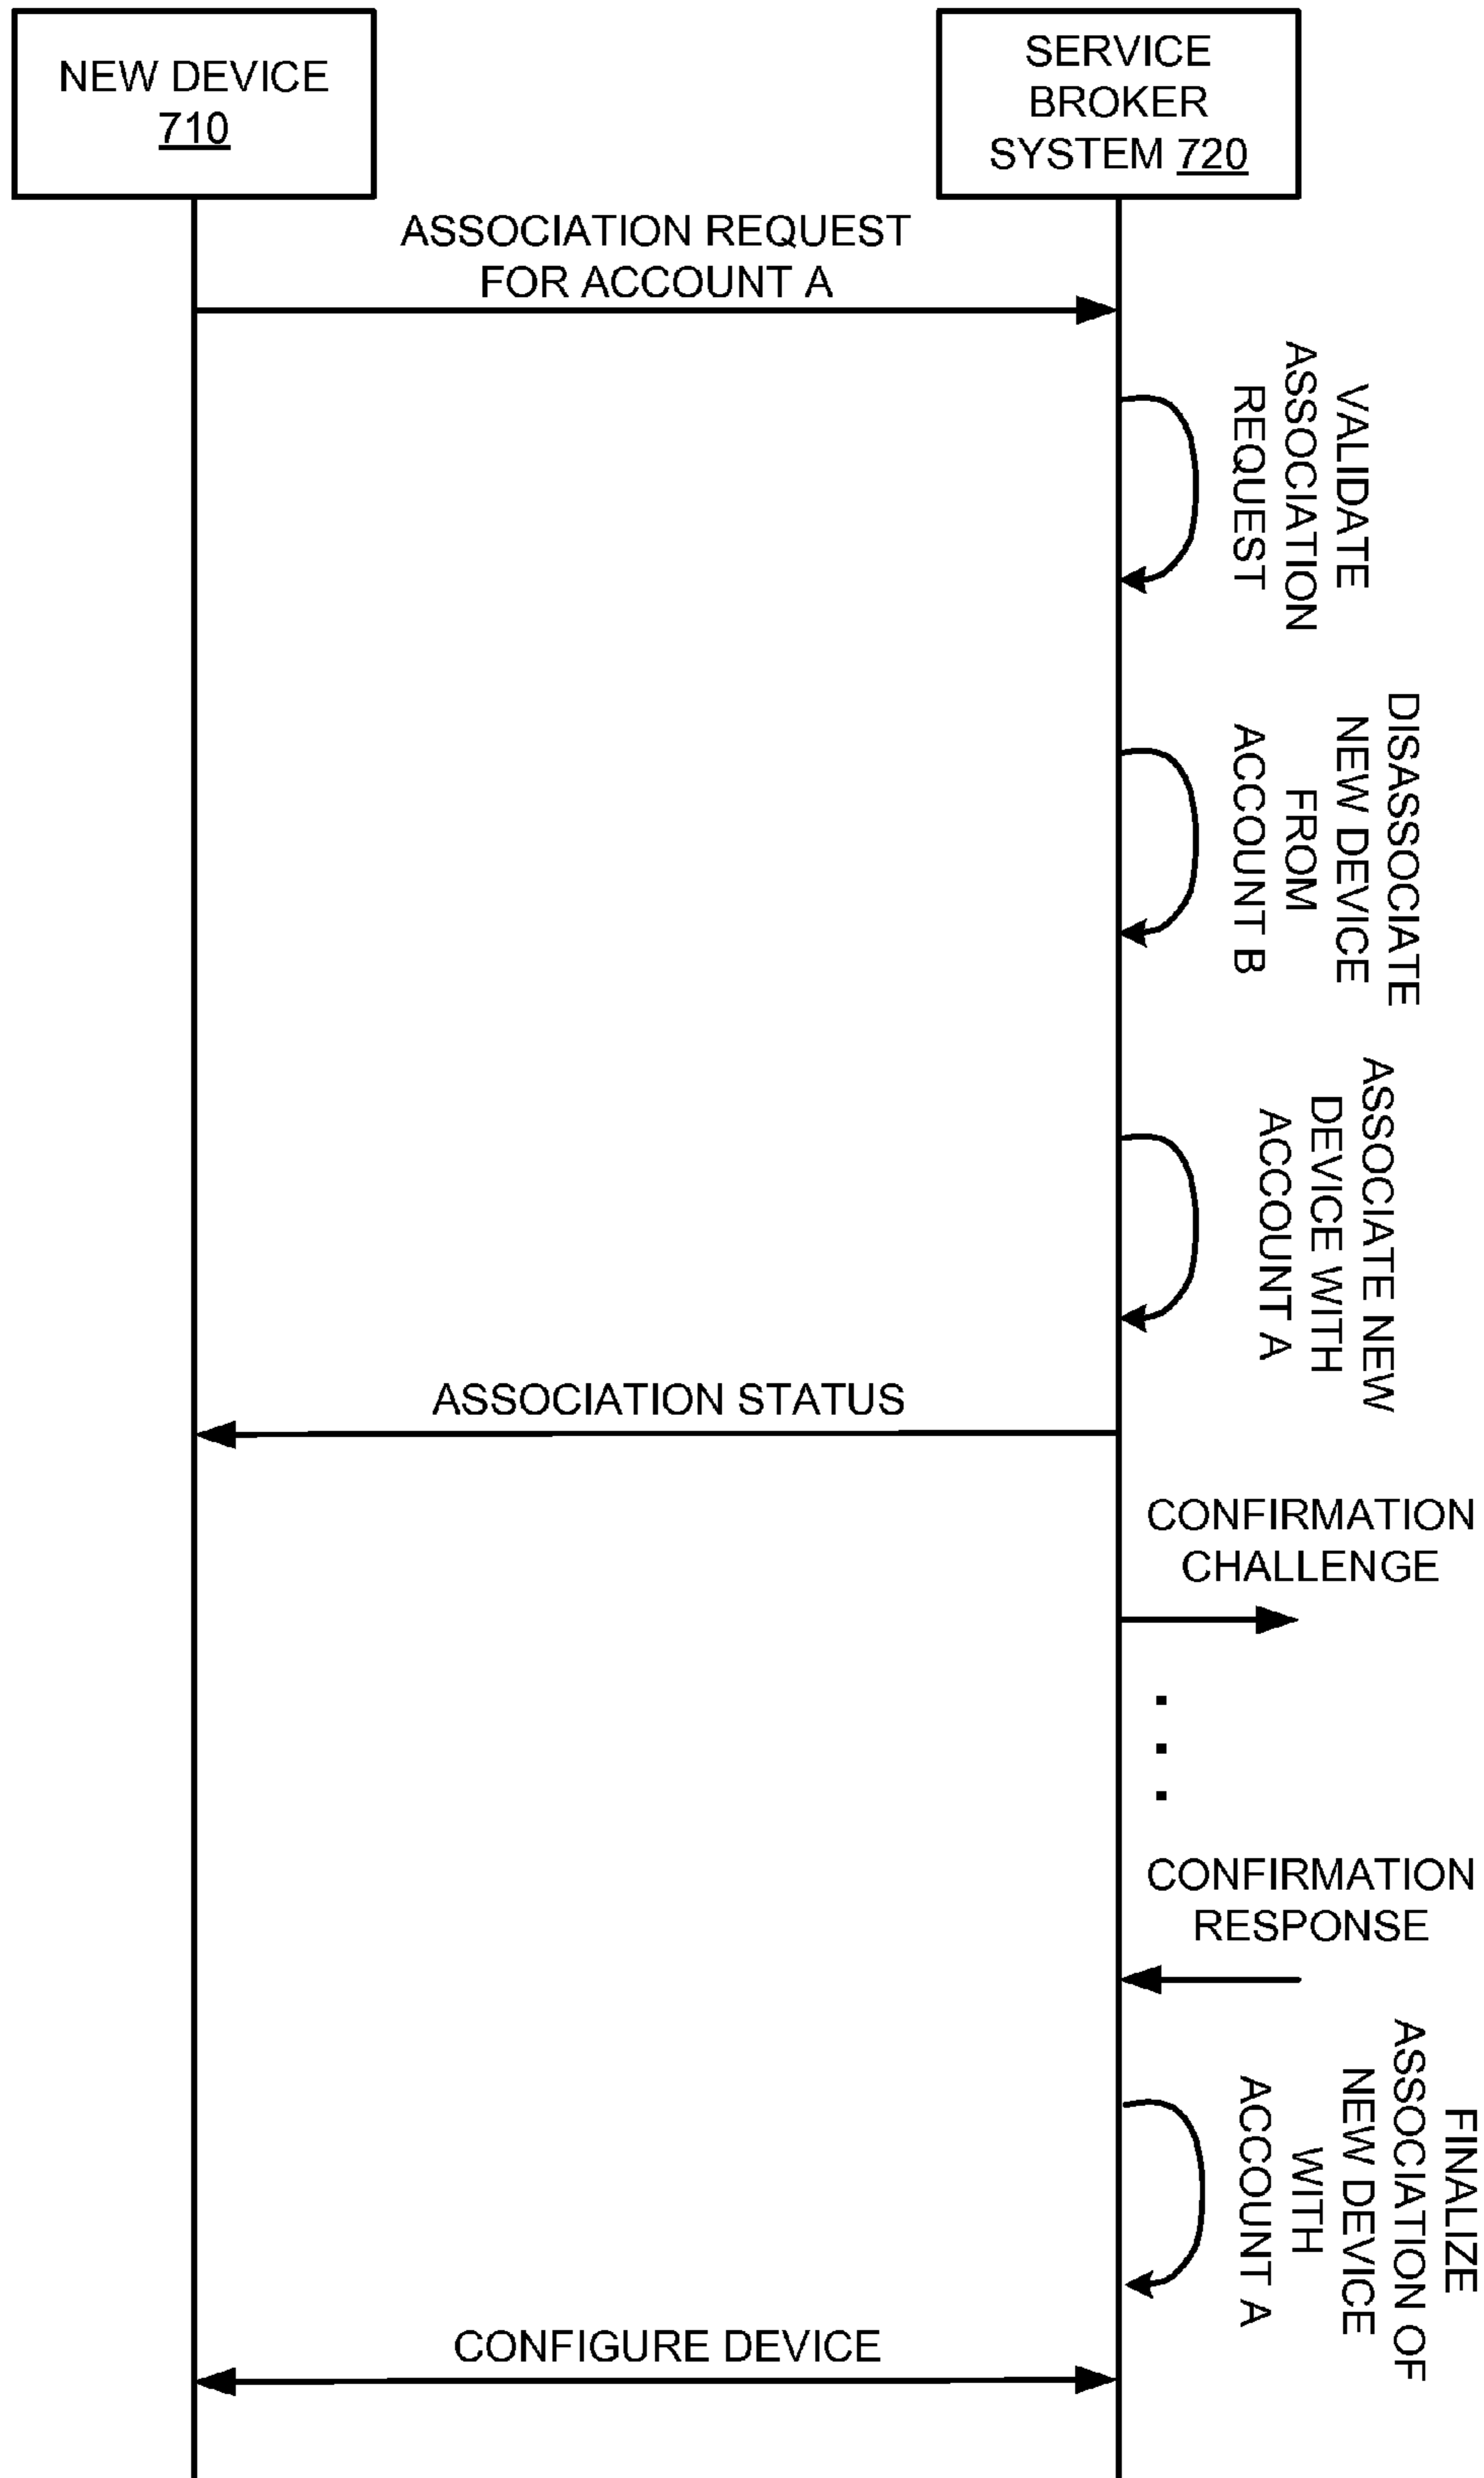 NEW DEVICE
710
SERVICE
BROKER
SYSTEM 720
ASSOCIATION REQUEST
FOR ACCOUNT A
VALIDATE
ASSOCIATION
REQUEST
DISASSOCIATE
NEW DEVICE
FROM
ACCOUNT B
ASSOCIATE NEW
DEVICE WITH
ACCOUNT A
ASSOCIATION STATUS
CONFIRMATION
CHALLENGE
CONFIRMATION
RESPONSE
FINALIZE
ASSOCIATION OF
NEW DEVICE
WITH
ACCOUNT A
CONFIGURE DEVICE